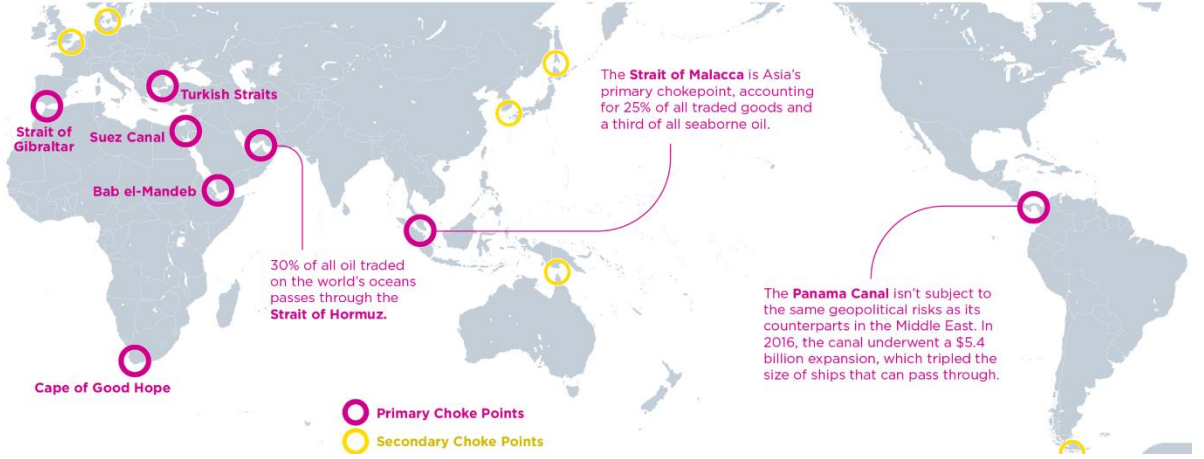 Turkish Straits
Strait of
Gibraltar
Suez Canal
Bab el-Mandeb
Cape of Good Hope
30% of all oil traded
on the world's oceans
passes through the
Strait of Hormuz.
The Strait of Malacca is Asia's
primary chokepoint, accounting
for 25% of all traded goods and
a third of all seaborne oil.
The Panama Canal isn't subject to
the same geopolitical risks as its
counterparts in the Middle East. In
2016, the canal underwent a $5.4
billion expansion, which tripled the
size of ships that can pass through.
Primary Choke Points
Secondary Choke Points